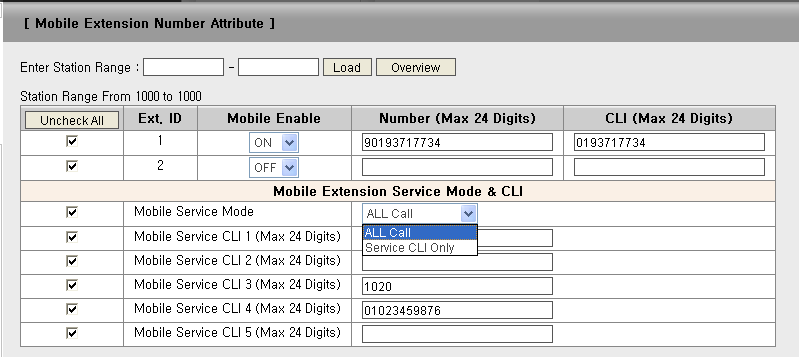 [ Mobile Extension Number Attribute ]
Enter Station Range : - Load Overview
Station Range From 1000 to 1000
Uncheck All Ext. ID Mobile Enable Number (Max 24 Digits) CLI (Max 24 Digits)
1 ON 90193717734 0193717734
2 OFF
Mobile Extension Service Mode & CLI
Mobile Service Mode ALL Call
ALL Call
Service CLI Only
Mobile Service CLI 1 (Max 24 Digits)
Mobile Service CLI 2 (Max 24 Digits)
Mobile Service CLI 3 (Max 24 Digits) 1020
Mobile Service CLI 4 (Max 24 Digits) 01023459876
Mobile Service CLI 5 (Max 24 Digits)